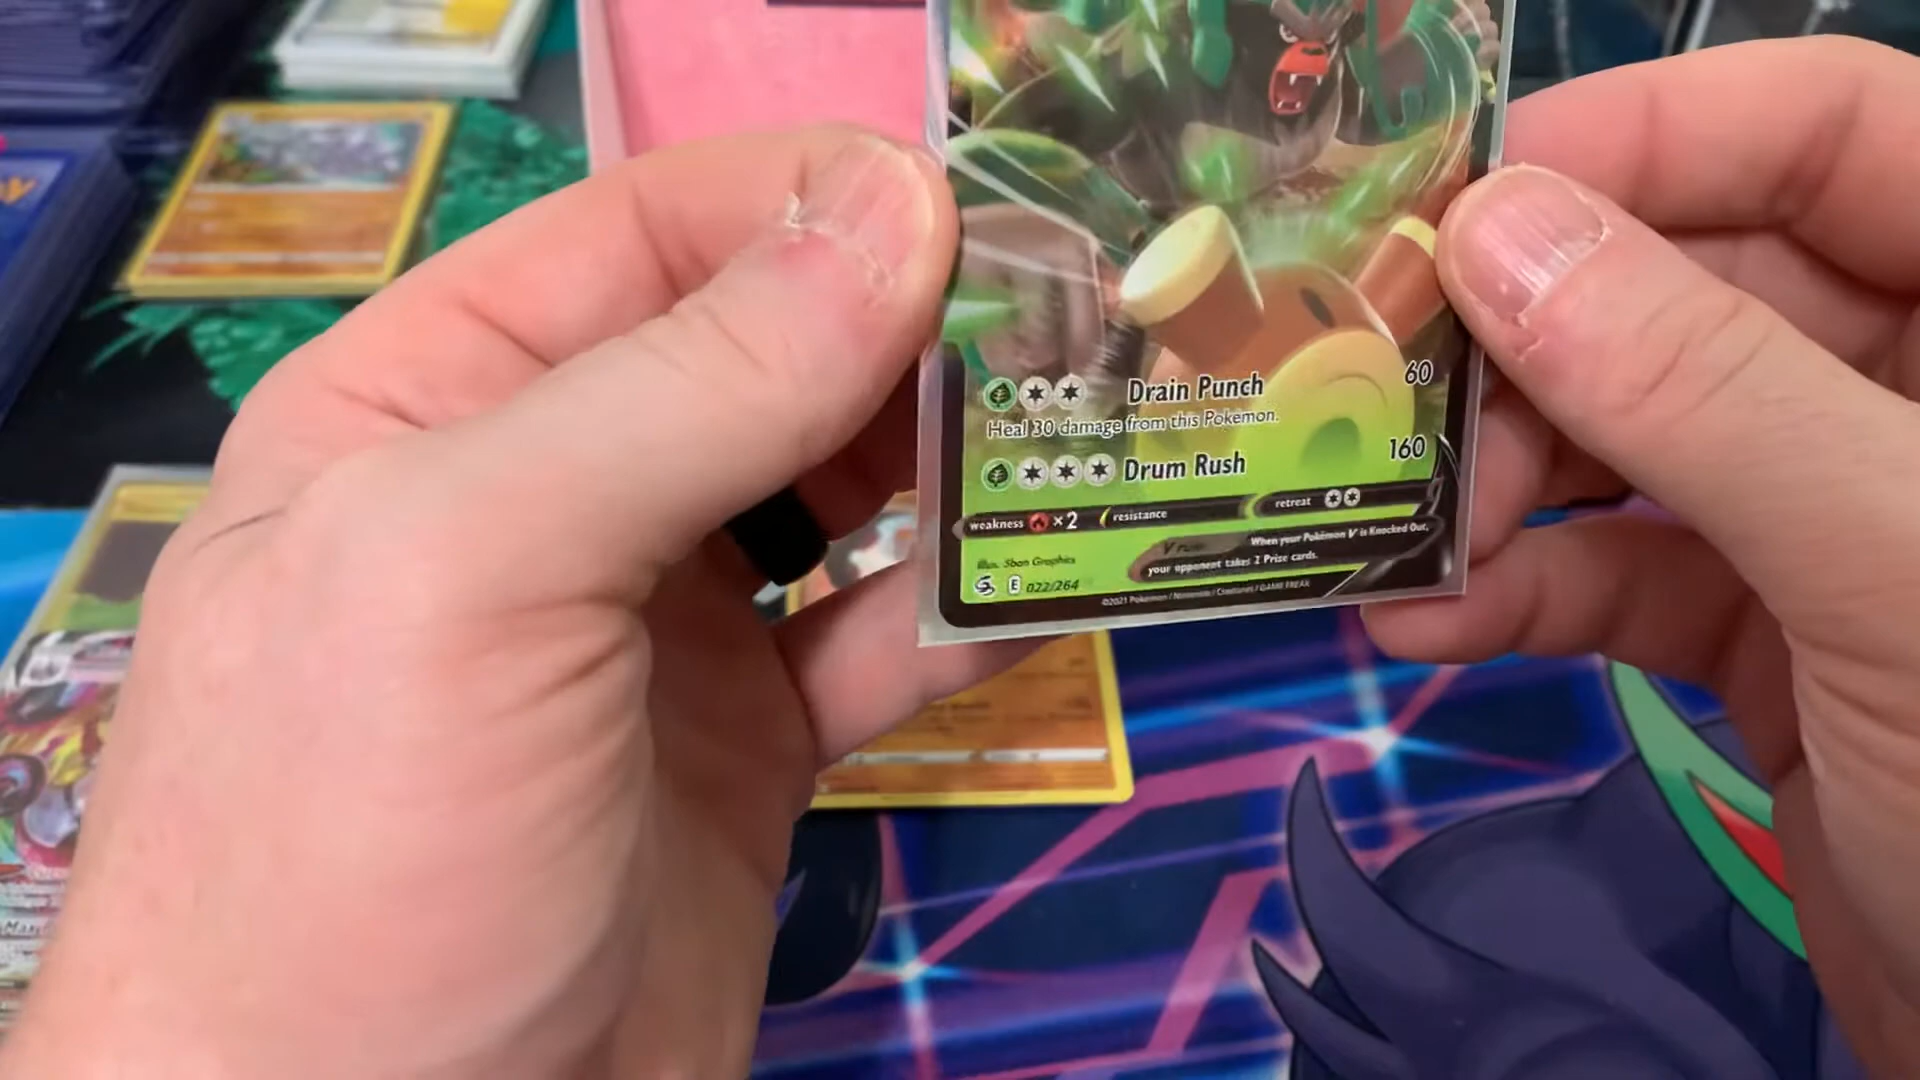 Drain Punch 60
Heal 30 damage from this Pokémon.
Drum Rush 160
weakness ×2 resistance retreat
V rule When your Pokémon V is Knocked Out,
your opponent takes 2 Prize cards.
Illus. 5ban Graphics
E 022/264
©2021 Pokémon / Nintendo / Creatures / GAME FREAK